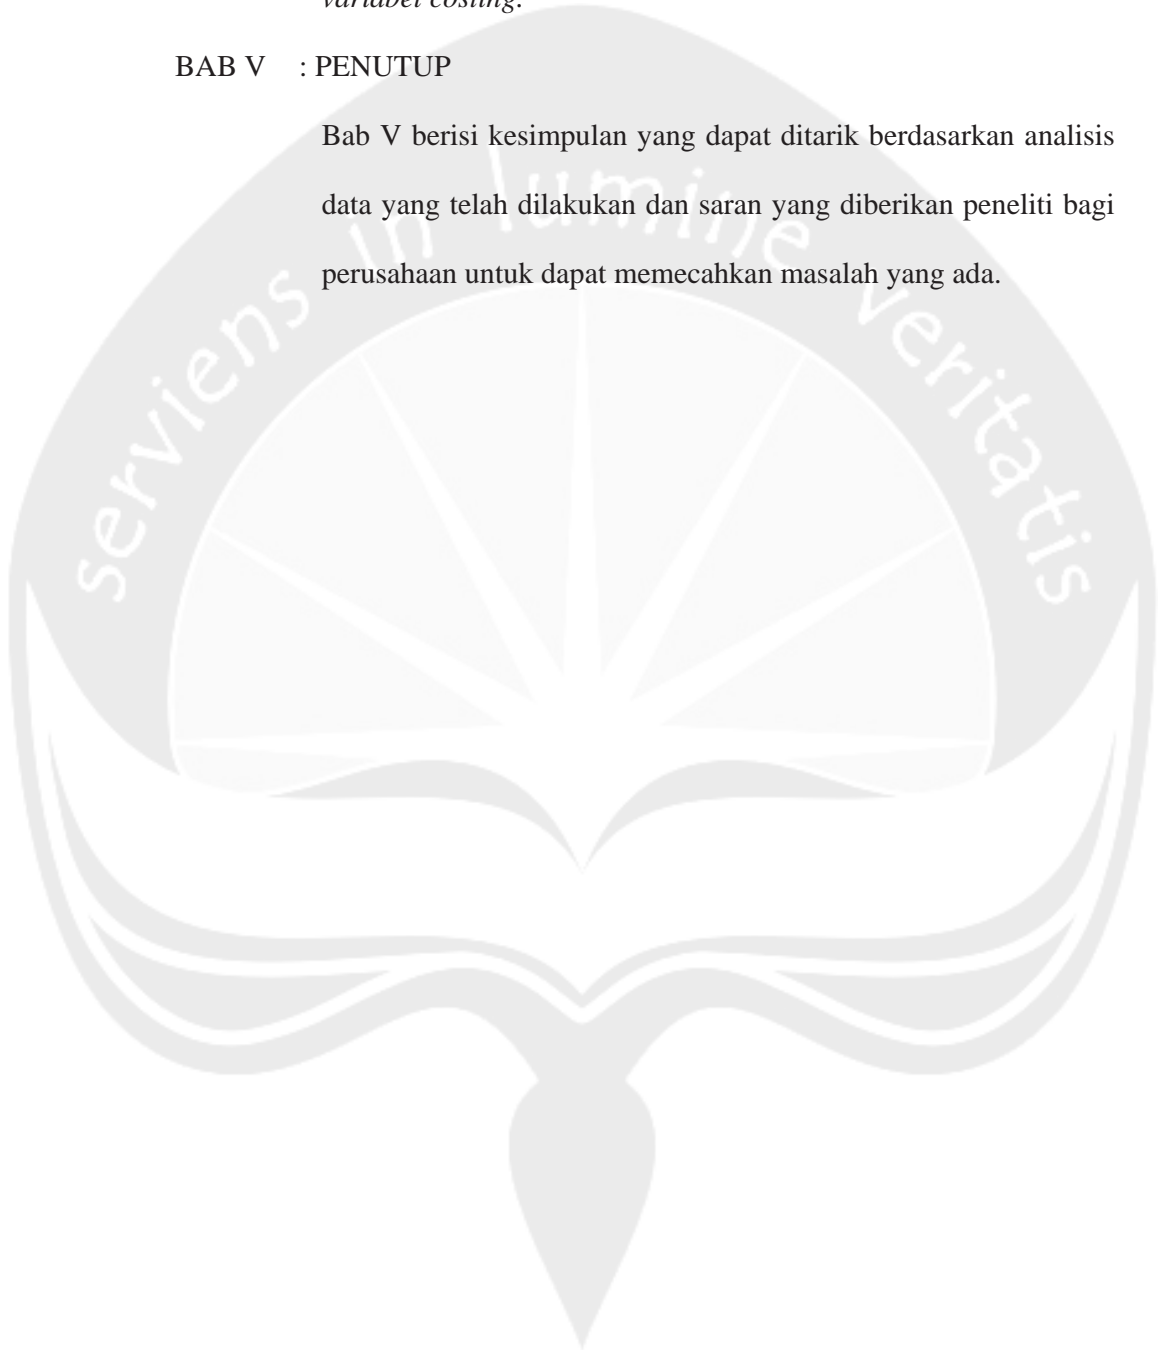 variabel costing.
BAB V : PENUTUP
Bab V berisi kesimpulan yang dapat ditarik berdasarkan analisis
data yang telah dilakukan dan saran yang diberikan peneliti bagi
perusahaan untuk dapat memecahkan masalah yang ada.
serviens in lumine veritatis